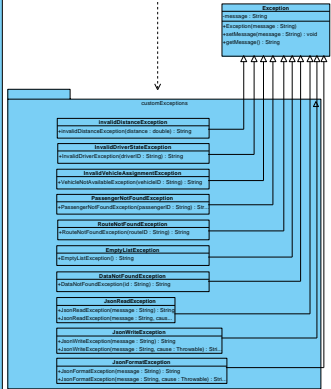 Exception
-message : String
+Exception(message : String)
+setMessage(message : String) : void
+getMessage() : String
customExceptions
invalidDistanceException
+invalidDistanceException(distance : double) : String
InvalidDriverStateException
+InvalidDriverException(driverID : String) : String
InvalidVehicleAssignmentException
+VehicleNotAvailableException(vehicleID : String) : String
PassengerNotFoundException
+PassengerNotFoundException(passengerID : String) : Str...
RouteNotFoundException
+RouteNotFoundException(routeID : String) : String
EmptyListException
+EmptyListException() : String
DataNotFoundException
+DataNotFoundException(id : String) : String
JsonReadException
+JsonReadException(message : String) : String
+JsonReadException(message : String, caus...
JsonWriteException
+JsonWriteException(message : String) : String
+JsonWriteException(message : String, cause : Throwable) : Stri...
JsonFormatException
+JsonFormatException(message : String) : String
+JsonFormatException(message : String, cause : Throwable) : Stri...